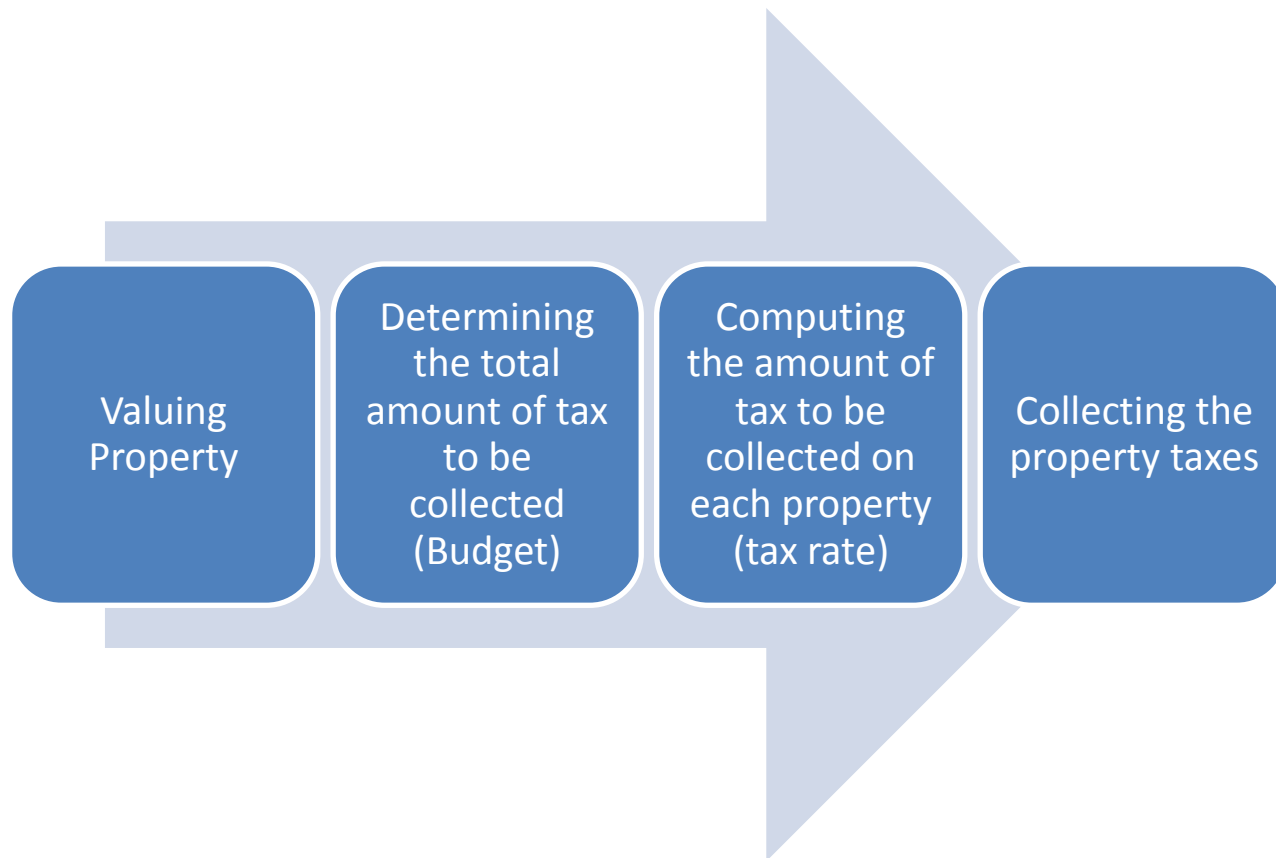 Valuing
Property
Determining
the total
amount of tax
to be
collected
(Budget)
Computing
the amount of
tax to be
collected on
each property
(tax rate)
Collecting the
property taxes